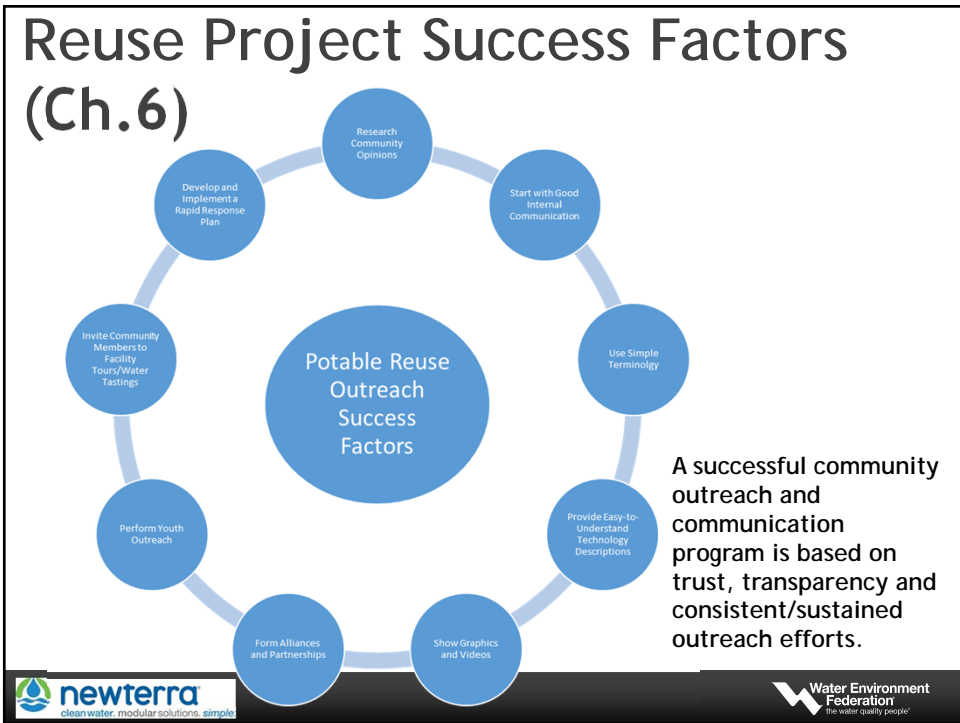 Reuse Project Success Factors
(Ch.6)
Research
Community
Opinions
Start with Good
Internal
Communication
Use Simple
Terminolgy
Provide Easy-to-
Understand
Technology
Descriptions
Show Graphics
and Videos
Form Alliances
and Partnerships
Perform Youth
Outreach
Invite Community
Members to
Facility
Tours/Water
Tastings
Develop and
Implement a
Rapid Response
Plan
Potable Reuse
Outreach
Success
Factors
A successful community
outreach and
communication
program is based on
trust, transparency and
consistent/sustained
outreach efforts.
newterra
clean water. modular solutions. simple.
Water Environment
Federation
the water quality people®